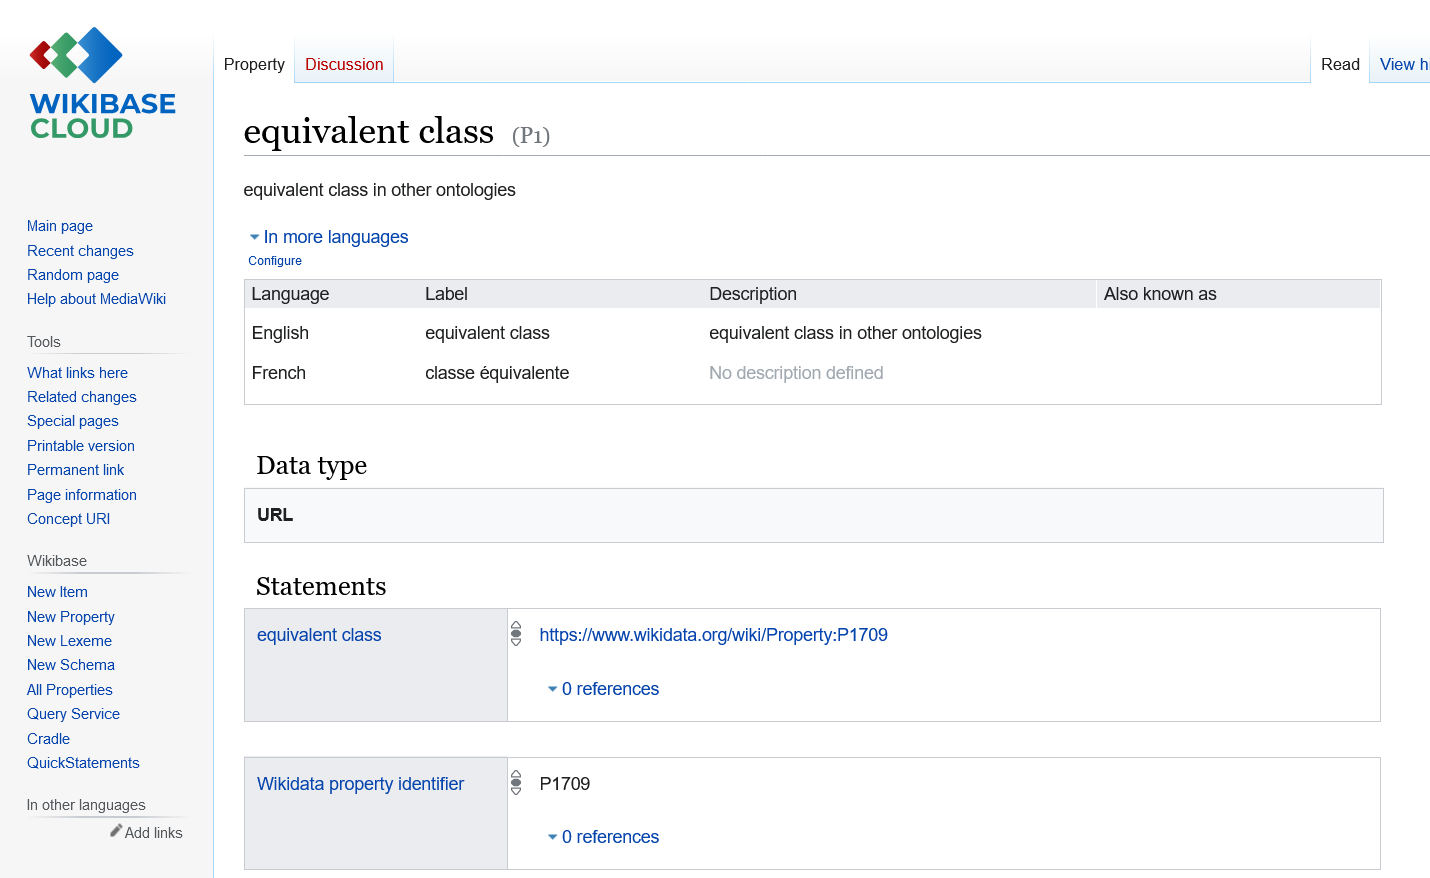 WIKIBASE
CLOUD
Main page
Recent changes
Random page
Help about MediaWiki
Tools
What links here
Related changes
Special pages
Printable version
Permanent link
Page information
Concept URI
Wikibase
New Item
New Property
New Lexeme
New Schema
All Properties
Query Service
Cradle
QuickStatements
In other languages
Add links
Property Discussion Read View hi
equivalent class (P1)
equivalent class in other ontologies
In more languages
Configure
Language Label Description Also known as
English equivalent class equivalent class in other ontologies
French classe équivalente No description defined
Data type
URL
Statements
equivalent class https://www.wikidata.org/wiki/Property:P1709
0 references
Wikidata property identifier P1709
0 references